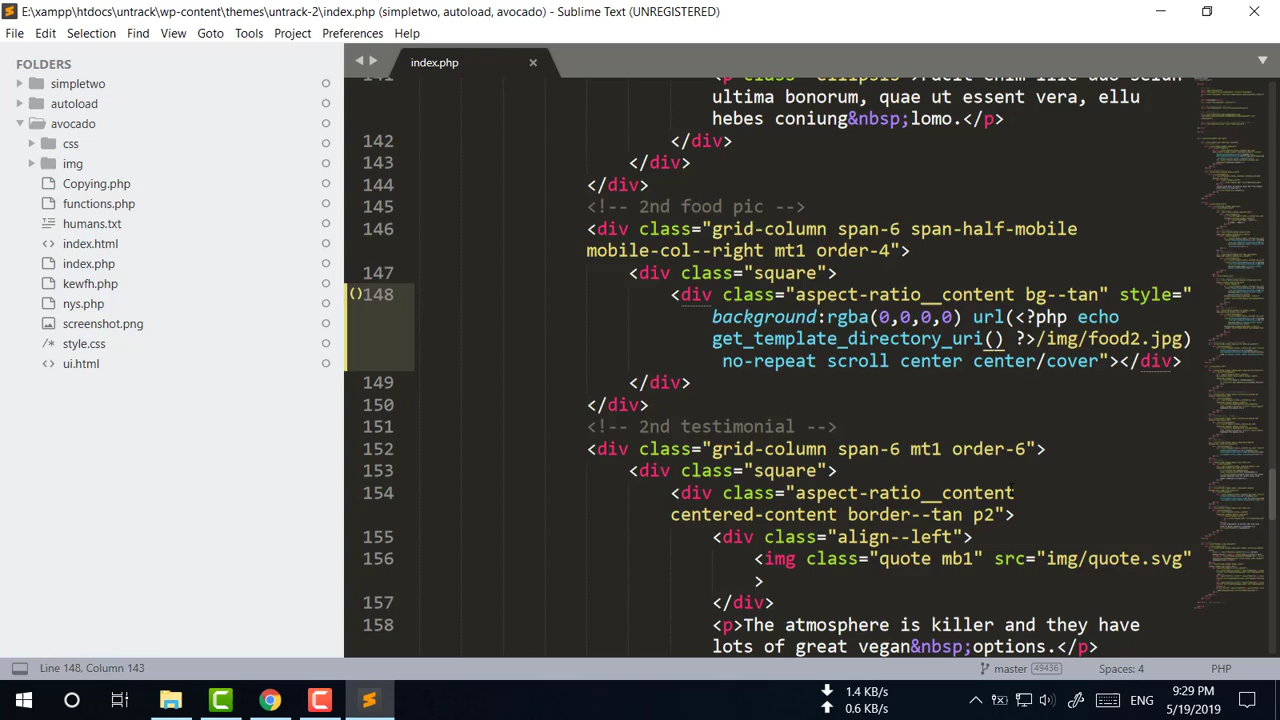 E:\xampp\htdocs\untrack\wp-content\themes\untrack-2\index.php (simpletwo, autoload, avocado) - Sublime Text (UNREGISTERED)
File Edit Selection Find View Goto Tools Project Preferences Help
FOLDERS
simpletwo
autoload
avocado
css
img
Copying.php
functions.php
humans.txt
index.html
index.php
kewfh.php
nys.php
screenshot.png
style.css
ui.html
index.php
141 <p class="ellipsis">Facit enim ille duo seiun
ultima bonorum, quae ut essent vera, ellu
hebes coniung&nbsp;lomo.</p>
142 </div>
143 </div>
144 </div>
145 <!-- 2nd food pic -->
146 <div class="grid-column span-6 span-half-mobile
mobile-col--right mt1 order-4">
147 <div class="square">
()148 <div class="aspect-ratio__content bg--tan" style="
background:rgba(0,0,0,0) url(<?php echo
get_template_directory_uri() ?>/img/food2.jpg)
no-repeat scroll center center/cover"></div>
149 </div>
150 </div>
151 <!-- 2nd testimonial -->
152 <div class="grid-column span-6 mt1 order-6">
153 <div class="square">
154 <div class="aspect-ratio__content
centered-content border--tan p2">
155 <div class="align--left">
156 <img class="quote mb1" src="img/quote.svg"
>
157 </div>
158 <p>The atmosphere is killer and they have
lots of great vegan&nbsp;options.</p>
Line 148, Column 143
master 49436
Spaces: 4
PHP
1.4 KB/s
0.6 KB/s
ENG
9:29 PM
5/19/2019